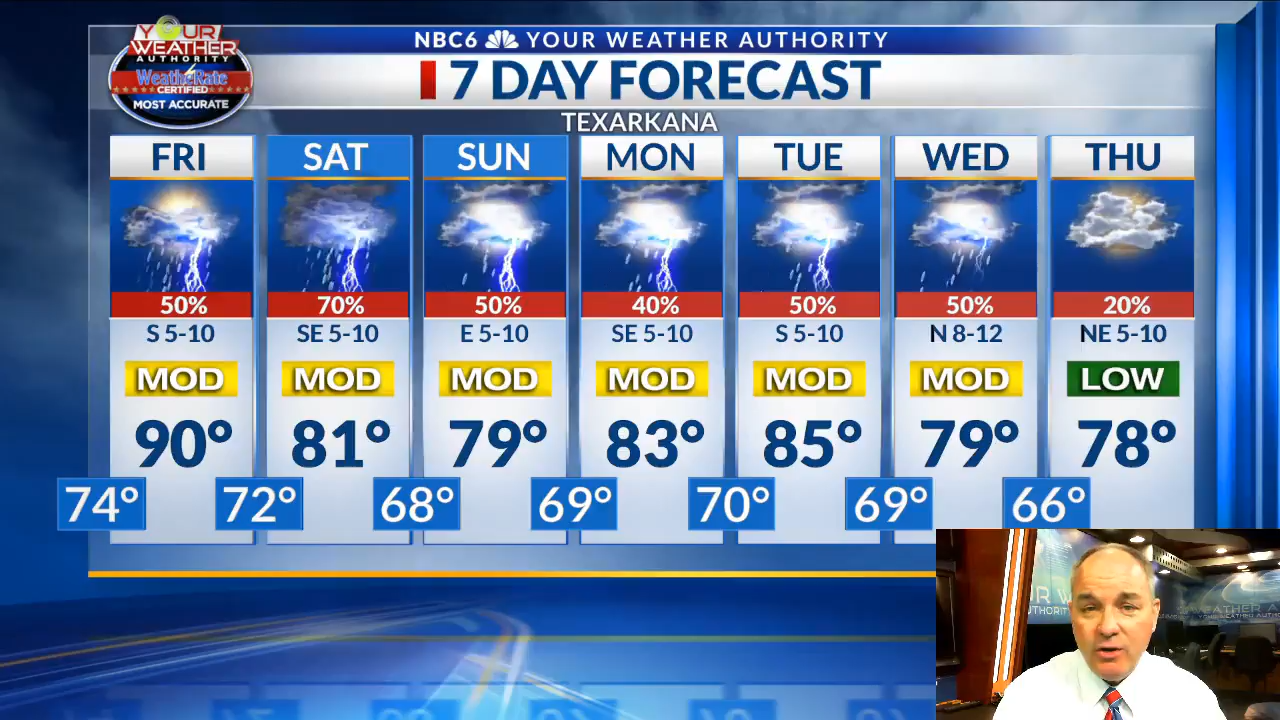 YOUR
WEATHER
AUTHORITY
WeatheRate
CERTIFIED
MOST ACCURATE
NBC6 YOUR WEATHER AUTHORITY
7 DAY FORECAST
TEXARKANA
FRI SAT SUN MON TUE WED THU
50% 70% 50% 40% 50% 50% 20%
S 5-10 SE 5-10 E 5-10 SE 5-10 S 5-10 N 8-12 NE 5-10
MOD MOD MOD MOD MOD MOD LOW
90° 81° 79° 83° 85° 79° 78°
74° 72° 68° 69° 70° 69° 66°
WEATHER A
YOUR WEATHER